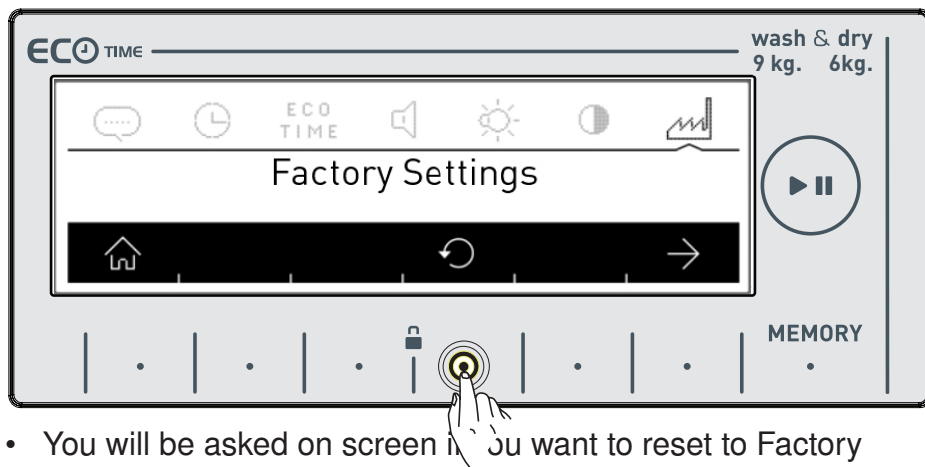 ECO TIME
wash & dry
9 kg. 6kg.
ECO
TIME
Factory Settings
MEMORY
• You will be asked on screen you want to reset to Factory